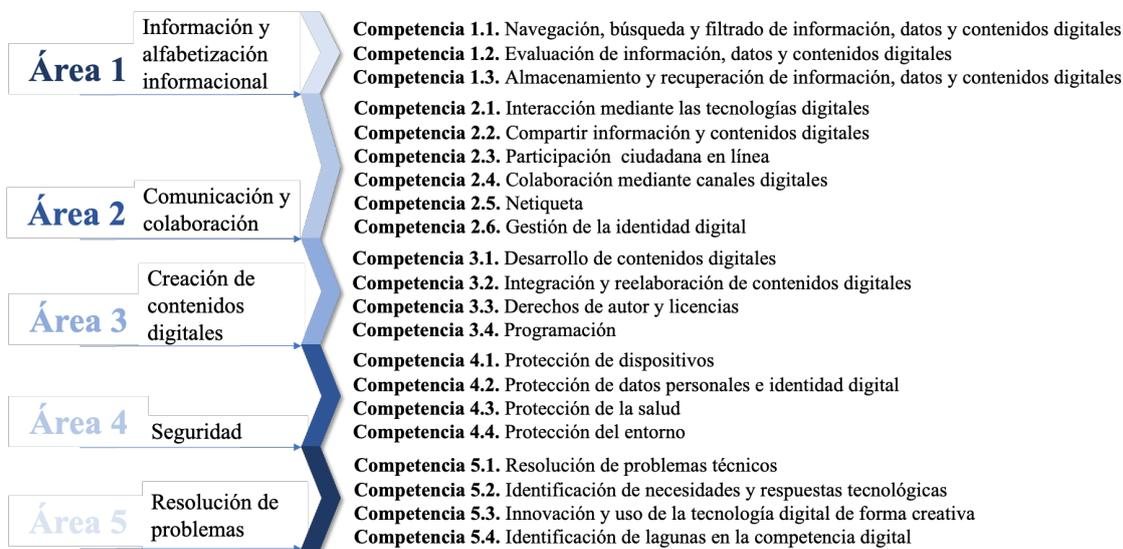 Área 1
Información y
alfabetización
informacional
Competencia 1.1. Navegación, búsqueda y filtrado de información, datos y contenidos digitales
Competencia 1.2. Evaluación de información, datos y contenidos digitales
Competencia 1.3. Almacenamiento y recuperación de información, datos y contenidos digitales
Área 2
Comunicación y
colaboración
Competencia 2.1. Interacción mediante las tecnologías digitales
Competencia 2.2. Compartir información y contenidos digitales
Competencia 2.3. Participación ciudadana en línea
Competencia 2.4. Colaboración mediante canales digitales
Competencia 2.5. Netiqueta
Competencia 2.6. Gestión de la identidad digital
Área 3
Creación de
contenidos
digitales
Competencia 3.1. Desarrollo de contenidos digitales
Competencia 3.2. Integración y reelaboración de contenidos digitales
Competencia 3.3. Derechos de autor y licencias
Competencia 3.4. Programación
Área 4
Seguridad
Competencia 4.1. Protección de dispositivos
Competencia 4.2. Protección de datos personales e identidad digital
Competencia 4.3. Protección de la salud
Competencia 4.4. Protección del entorno
Área 5
Resolución de
problemas
Competencia 5.1. Resolución de problemas técnicos
Competencia 5.2. Identificación de necesidades y respuestas tecnológicas
Competencia 5.3. Innovación y uso de la tecnología digital de forma creativa
Competencia 5.4. Identificación de lagunas en la competencia digital